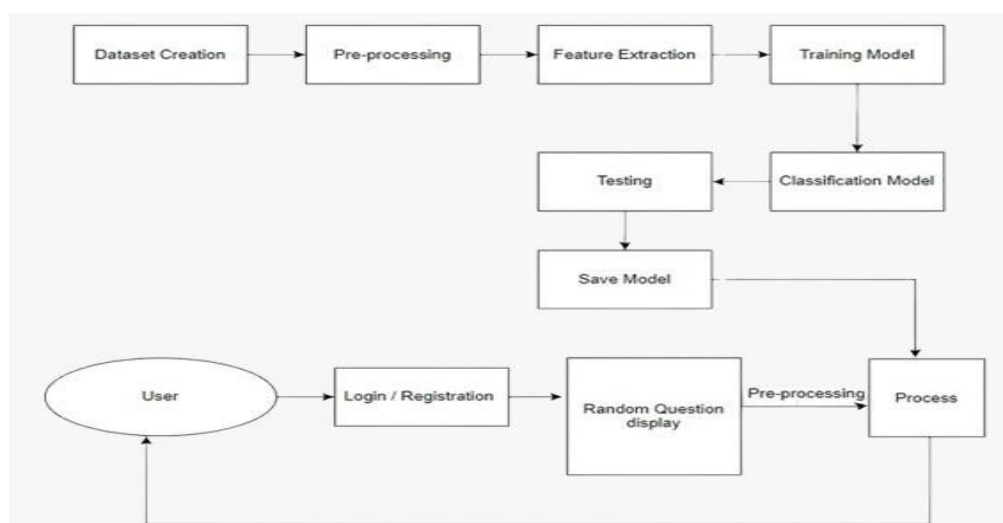 Dataset Creation
Pre-processing
Feature Extraction
Training Model
Testing
Classification Model
Save Model
User
Login / Registration
Random Question
display
Pre-processing
Process